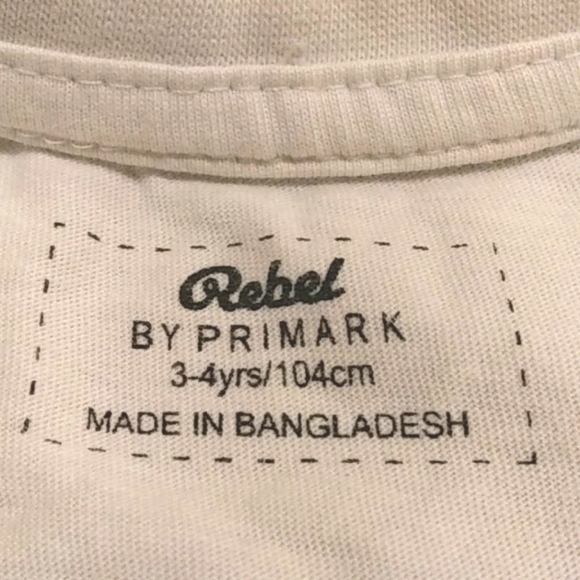 Rebel
BY PRIMARK
3-4yrs/104cm
MADE IN BANGLADESH